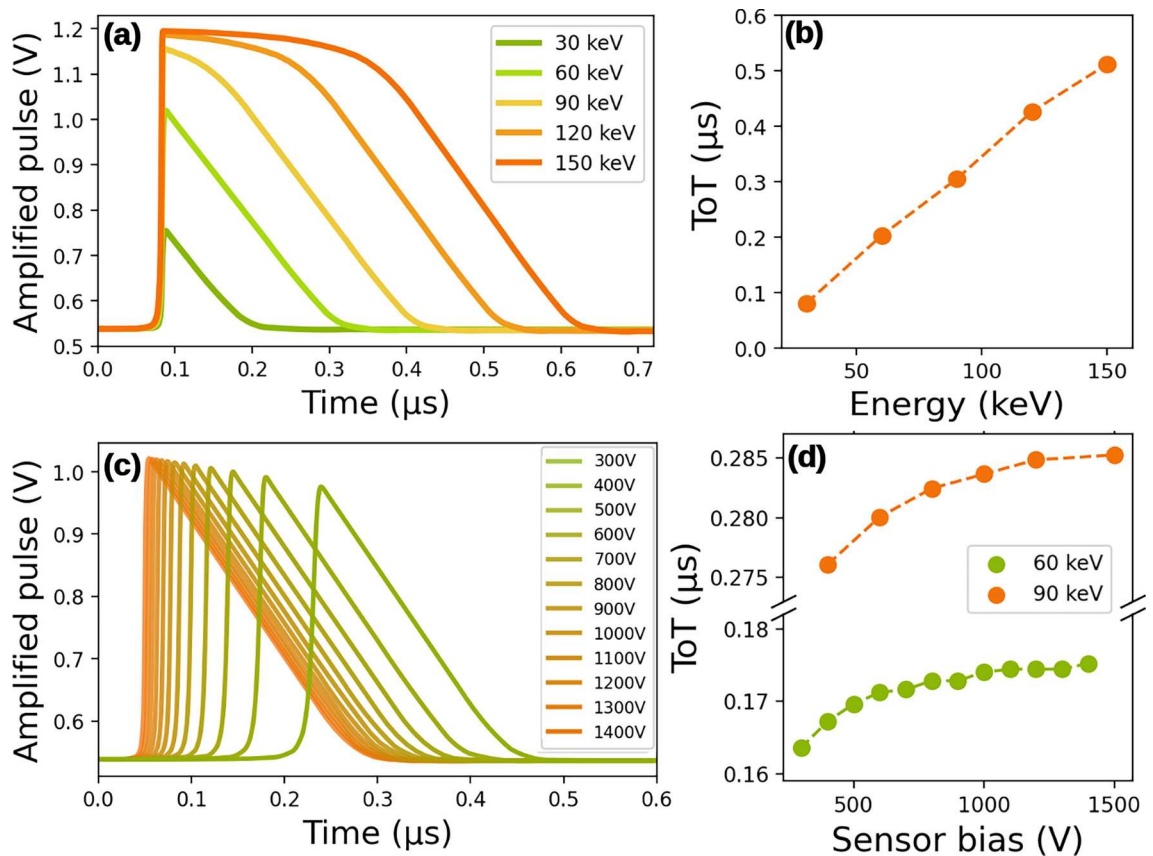 (a)
Amplified pulse (V)
1.2
1.1
1.0
0.9
0.8
0.7
0.6
0.5
30 keV
60 keV
90 keV
120 keV
150 keV
0.0 0.1 0.2 0.3 0.4 0.5 0.6 0.7
Time (μs)
(b)
ToT (μs)
0.6
0.5
0.4
0.3
0.2
0.1
0.0
50 100 150
Energy (keV)
(c)
Amplified pulse (V)
1.0
0.9
0.8
0.7
0.6
300V
400V
500V
600V
700V
800V
900V
1000V
1100V
1200V
1300V
1400V
0.0 0.1 0.2 0.3 0.4 0.5 0.6
Time (μs)
(d)
ToT (μs)
0.285
0.280
0.275
0.18
0.17
0.16
60 keV
90 keV
500 1000 1500
Sensor bias (V)